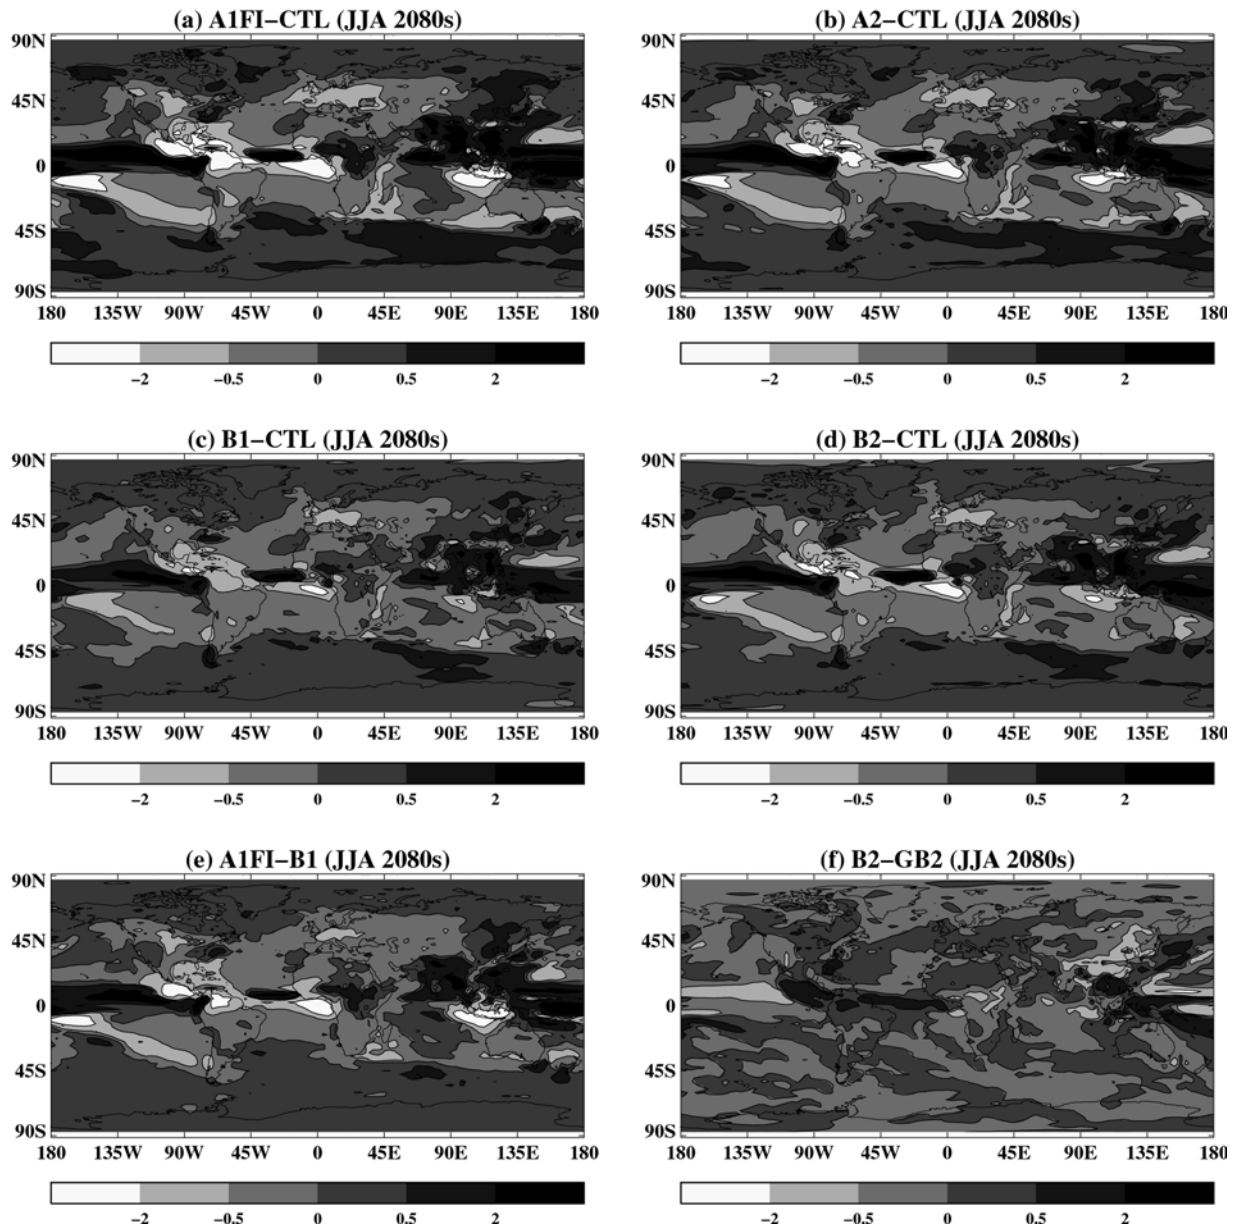 (a) A1FI−CTL (JJA 2080s)
90N
45N
0
45S
90S
180 135W 90W 45W 0 45E 90E 135E 180
−2 −0.5 0 0.5 2
(b) A2−CTL (JJA 2080s)
90N
45N
0
45S
90S
180 135W 90W 45W 0 45E 90E 135E 180
−2 −0.5 0 0.5 2
(c) B1−CTL (JJA 2080s)
90N
45N
0
45S
90S
180 135W 90W 45W 0 45E 90E 135E 180
−2 −0.5 0 0.5 2
(d) B2−CTL (JJA 2080s)
90N
45N
0
45S
90S
180 135W 90W 45W 0 45E 90E 135E 180
−2 −0.5 0 0.5 2
(e) A1FI−B1 (JJA 2080s)
90N
45N
0
45S
90S
180 135W 90W 45W 0 45E 90E 135E 180
−2 −0.5 0 0.5 2
(f) B2−GB2 (JJA 2080s)
90N
45N
0
45S
90S
180 135W 90W 45W 0 45E 90E 135E 180
−2 −0.5 0 0.5 2